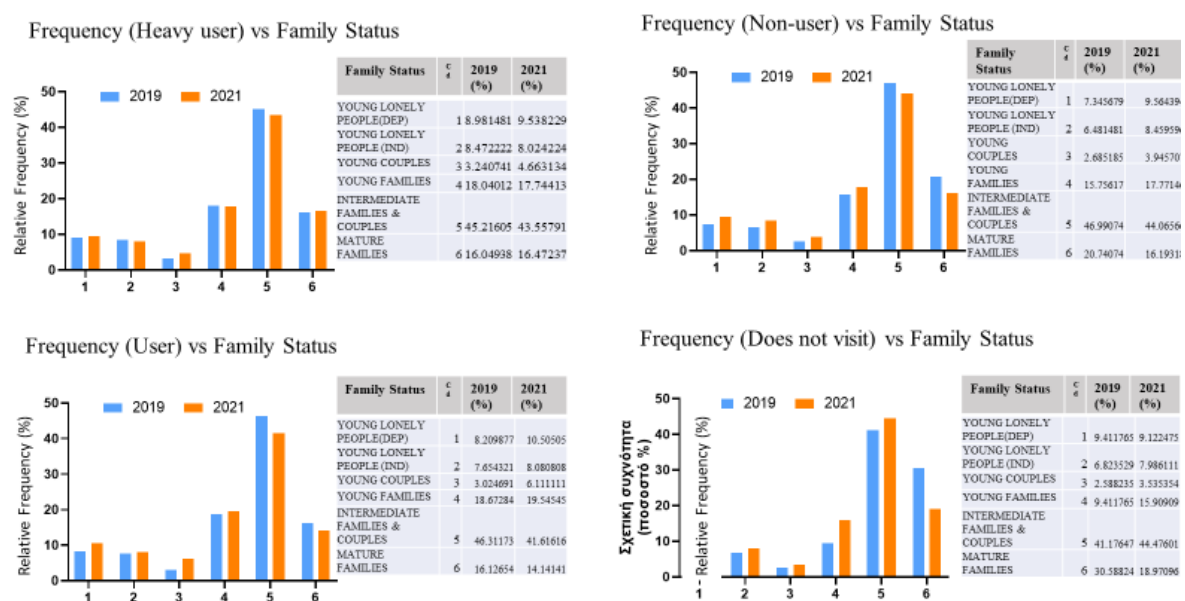 Frequency (Heavy user) vs Family Status
Relative Frequency (%)
50
40
30
20
10
0
2019 2021
1 2 3 4 5 6
Family Status C d 2019 (%) 2021 (%)
YOUNG LONELY
PEOPLE(DEP) 1 8.981481 9.538229
YOUNG LONELY
PEOPLE (IND) 2 8.472222 8.024224
YOUNG COUPLES 3 3.240741 4.663134
YOUNG FAMILIES 4 18.04012 17.74413
INTERMEDIATE
FAMILIES &
COUPLES 5 45.21605 43.55791
MATURE
FAMILIES 6 16.04938 16.47237
Frequency (Non-user) vs Family Status
Relative Frequency (%)
50
40
30
20
10
0
2019 2021
1 2 3 4 5 6
Family Status C d 2019 (%) 2021 (%)
YOUNG LONELY
PEOPLE(DEP) 1 7.345679 9.564394
YOUNG LONELY
PEOPLE (IND) 2 6.481481 8.459596
YOUNG
COUPLES 3 2.685185 3.945707
YOUNG
FAMILIES 4 15.75617 17.77146
INTERMEDIATE
FAMILIES &
COUPLES 5 46.99074 44.06566
MATURE
FAMILIES 6 20.74074 16.19318
Frequency (User) vs Family Status
Relative Frequency (%)
50
40
30
20
10
0
2019 2021
1 2 3 4 5 6
Family Status C d 2019 (%) 2021 (%)
YOUNG LONELY
PEOPLE(DEP) 1 8.209877 10.50505
YOUNG LONELY
PEOPLE (IND) 2 7.654321 8.080808
YOUNG COUPLES 3 3.024691 6.111111
YOUNG FAMILIES 4 18.67284 19.54545
INTERMEDIATE
FAMILIES &
COUPLES 5 46.31173 41.61616
MATURE
FAMILIES 6 16.12654 14.14141
Frequency (Does not visit) vs Family Status
Σχετική συχνότητα
(ποσοστό %)
Relative Frequency (%)
50
40
30
20
10
0
2019 2021
1 2 3 4 5 6
Family Status C d 2019 (%) 2021 (%)
YOUNG LONELY
PEOPLE(DEP) 1 9.411765 9.122475
YOUNG LONELY
PEOPLE (IND) 2 6.823529 7.986111
YOUNG COUPLES 3 2.588235 3.535354
YOUNG FAMILIES 4 9.411765 15.90909
INTERMEDIATE
FAMILIES &
COUPLES 5 41.17647 44.47601
MATURE
FAMILIES 6 30.58824 18.97096